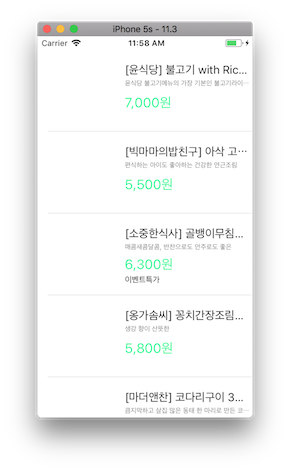 iPhone 5s - 11.3
Carrier 11:58 AM
[윤식당] 불고기 with Ric...
윤식당 불고기메뉴의 가장 기본인 불고기라이...
7,000원
[빅마마의밥친구] 아삭 고...
편식하는 아이도 좋아하는 건강한 연근조림
5,500원
[소중한식사] 골뱅이무침...
매콤새콤달콤, 반찬으로도 안주로도 좋은
6,300원
이벤트특가
[옹가솜씨] 꽁치간장조림...
생강 향이 산뜻한
5,800원
[마더앤찬] 코다리구이 3...
큼지막하고 살집 많은 동태 한 마리로 만든 코...